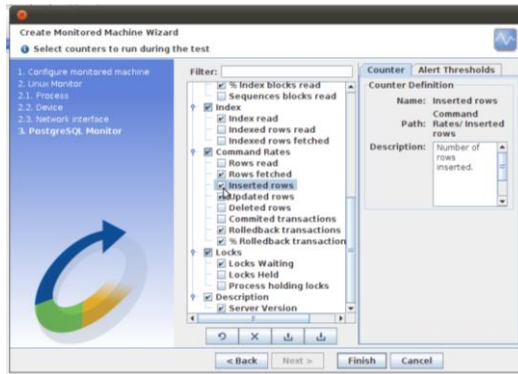 Create Monitored Machine Wizard
Select counters to run during the test
1. Configure monitored machine
2. Linux Monitor
2.1. Process
2.2. Device
2.3. Network interface
3. PostgreSQL Monitor
Filter:
% Index blocks read
Sequences blocks read
Index
Index read
Indexed rows read
Indexed rows fetched
Command Rates
Rows read
Rows fetched
Inserted rows
Updated rows
Deleted rows
Commited transactions
Rolledback transactions
% Rolledback transaction
Locks
Locks Waiting
Locks Held
Process holding locks
Description
Server Version
Counter
Alert Thresholds
Counter Definition
Name: Inserted rows
Path: Command
Rates/ Inserted
rows
Description: Number of
rows
inserted.
< Back
Next >
Finish
Cancel